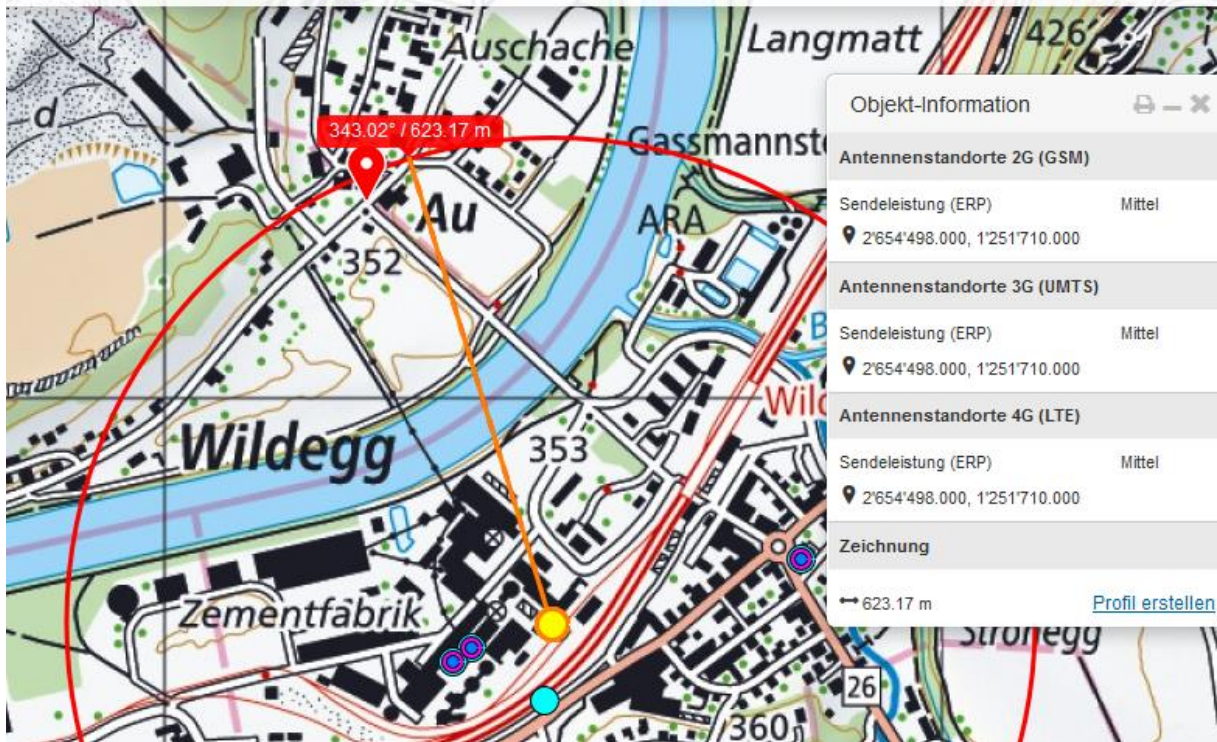 Auschache
Langmatt
426
d
343.02° / 623.17 m
Au
352
ARA
Wildegg
353
Zementfabrik
26
360
Objekt-Information
Antennenstandorte 2G (GSM)
Sendeleistung (ERP) Mittel
2'654'498.000, 1'251'710.000
Antennenstandorte 3G (UMTS)
Sendeleistung (ERP) Mittel
2'654'498.000, 1'251'710.000
Antennenstandorte 4G (LTE)
Sendeleistung (ERP) Mittel
2'654'498.000, 1'251'710.000
Zeichnung
623.17 m Profil erstellen